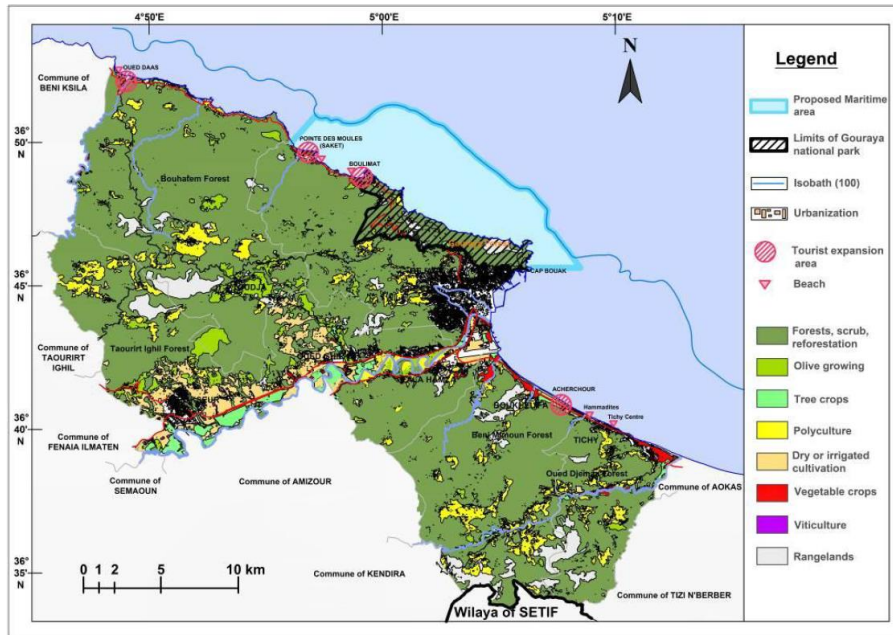 4°50'
5°00'
5°10'
N
OUED DAAS
Commune of
BENI KSILA
36°
50'
N
POINTE DES MOULES
(SAKET)
BOULIMAT
Bouhatem Forest
CAP BOUAK
36°
45'
N
Commune of
TAOURIRT
IGHIL
Taourirt Ighil Forest
ACHERCHOUR
Hammadites
Tichy Centre
BOUKHELIFA
Beni Mimoun Forest
TICHY
Oued Djemaa Forest
36°
40'
N
Commune of
FENAIA ILMATEN
Commune of
SEMAOUN
Commune of AMIZOUR
Commune of AOKAS
36°
35'
N
0 1 2 5 10 km
Commune of KENDIRA
Commune of TIZI N'BERBER
Wilaya of SETIF
Legend
Proposed Maritime
area
Limits of Gouraya
national park
Isobath (100)
Urbanization
Tourist expansion
area
Beach
Forests, scrub,
reforestation
Olive growing
Tree crops
Polyculture
Dry or irrigated
cultivation
Vegetable crops
Viticulture
Rangelands